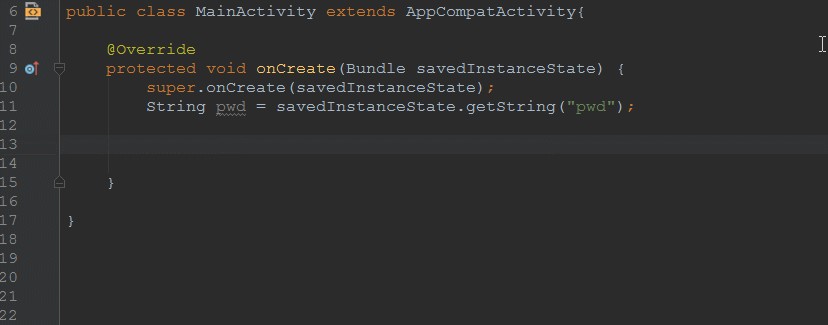 6 public class MainActivity extends AppCompatActivity{
7
8 @Override
9 protected void onCreate(Bundle savedInstanceState) {
10 super.onCreate(savedInstanceState);
11 String pwd = savedInstanceState.getString("pwd");
12
13
14
15 }
16
17 }
18
19
20
21
22